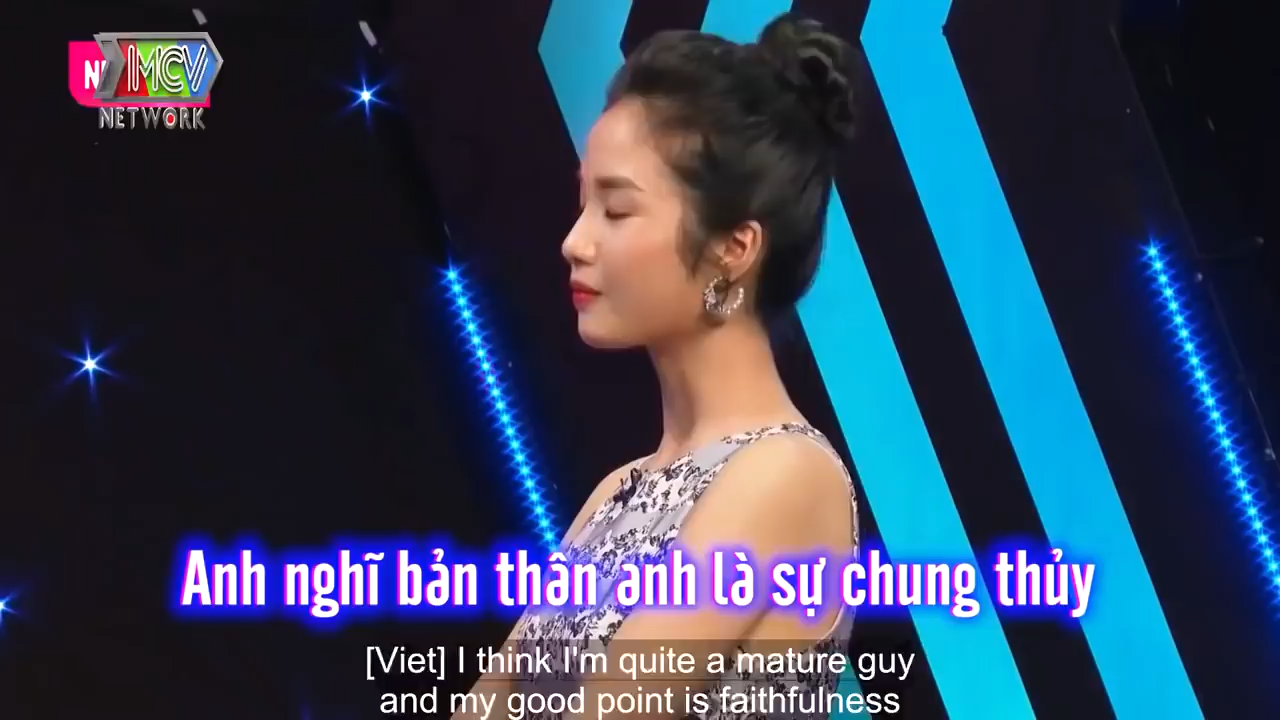 MCV
NETWORK
Anh nghĩ bản thân anh là sự chung thủy
[Viet] I think I'm quite a mature guy
and my good point is faithfulness